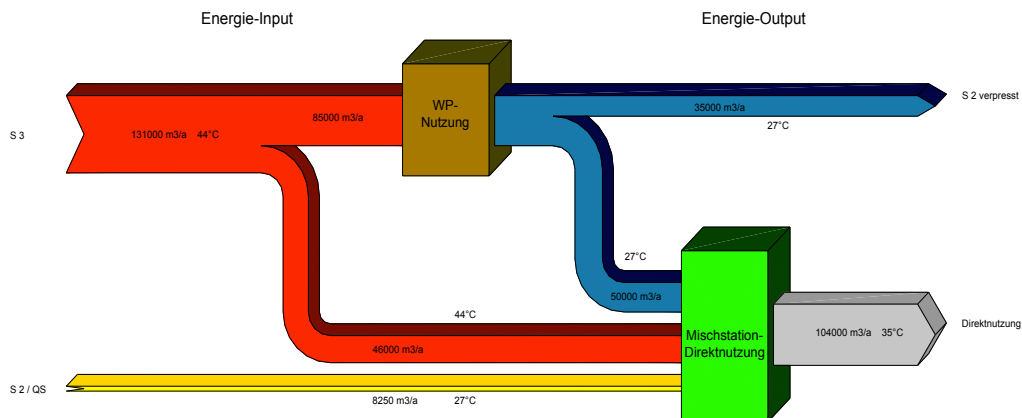 Energie-Input
Energie-Output
S 3
131000 m3/a 44°C
85000 m3/a
WP-
Nutzung
35000 m3/a
27°C
S 2 verpresst
27°C
50000 m3/a
44°C
46000 m3/a
Mischstation-
Direktnutzung
104000 m3/a 35°C
Direktnutzung
S 2 / QS
8250 m3/a 27°C